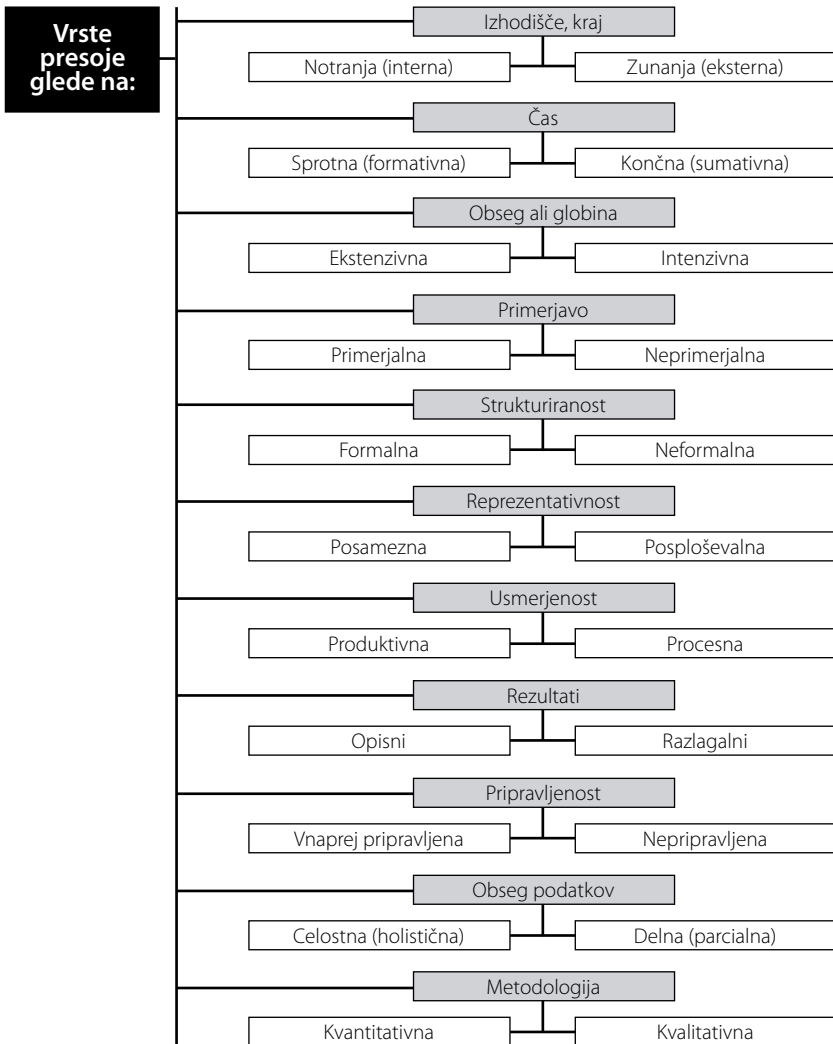 Vrste
presoje
glede na:
Izhodišče, kraj
Notranja (interna)
Zunanja (eksterna)
Čas
Sprotna (formativna)
Končna (sumativna)
Obseg ali globina
Ekstenzivna
Intenzivna
Primerjavo
Primerjalna
Neprimerjalna
Strukturiranost
Formalna
Neformalna
Reprezentativnost
Posamezna
Posploševalna
Usmerjenost
Produktivna
Procesna
Rezultati
Opisni
Razlagalni
Pripravljenost
Vnaprej pripravljena
Nepripravljena
Obseg podatkov
Celostna (holistična)
Delna (parcialna)
Metodologija
Kvantitativna
Kvalitativna